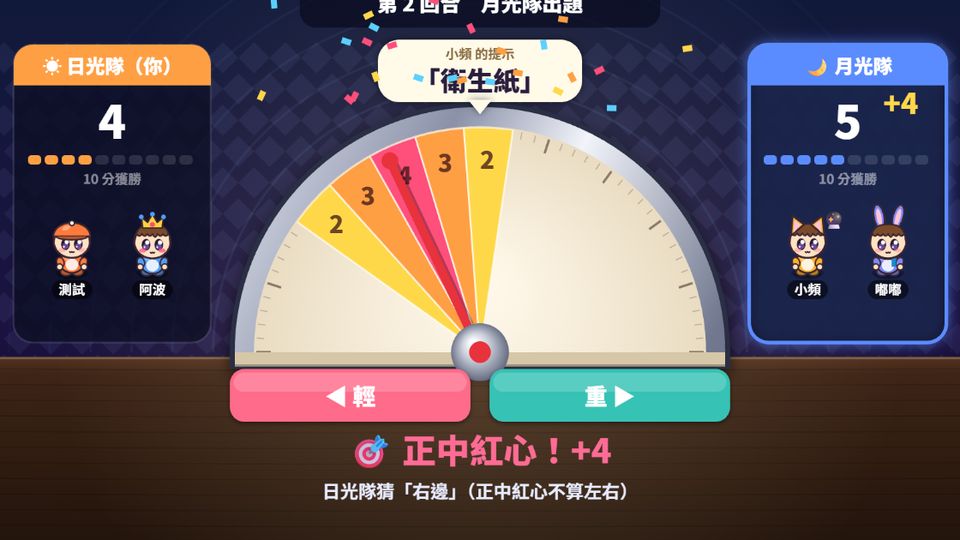 第 2 回合　月光隊出題
日光隊（你）
4
10 分獲勝
測試
阿波
小頻 的提示
「衛生紙」
2
3
4
3
2
月光隊
5
+4
10 分獲勝
小頻
嘟嘟
◀ 輕
重 ▶
正中紅心！+4
日光隊猜「右邊」（正中紅心不算左右）